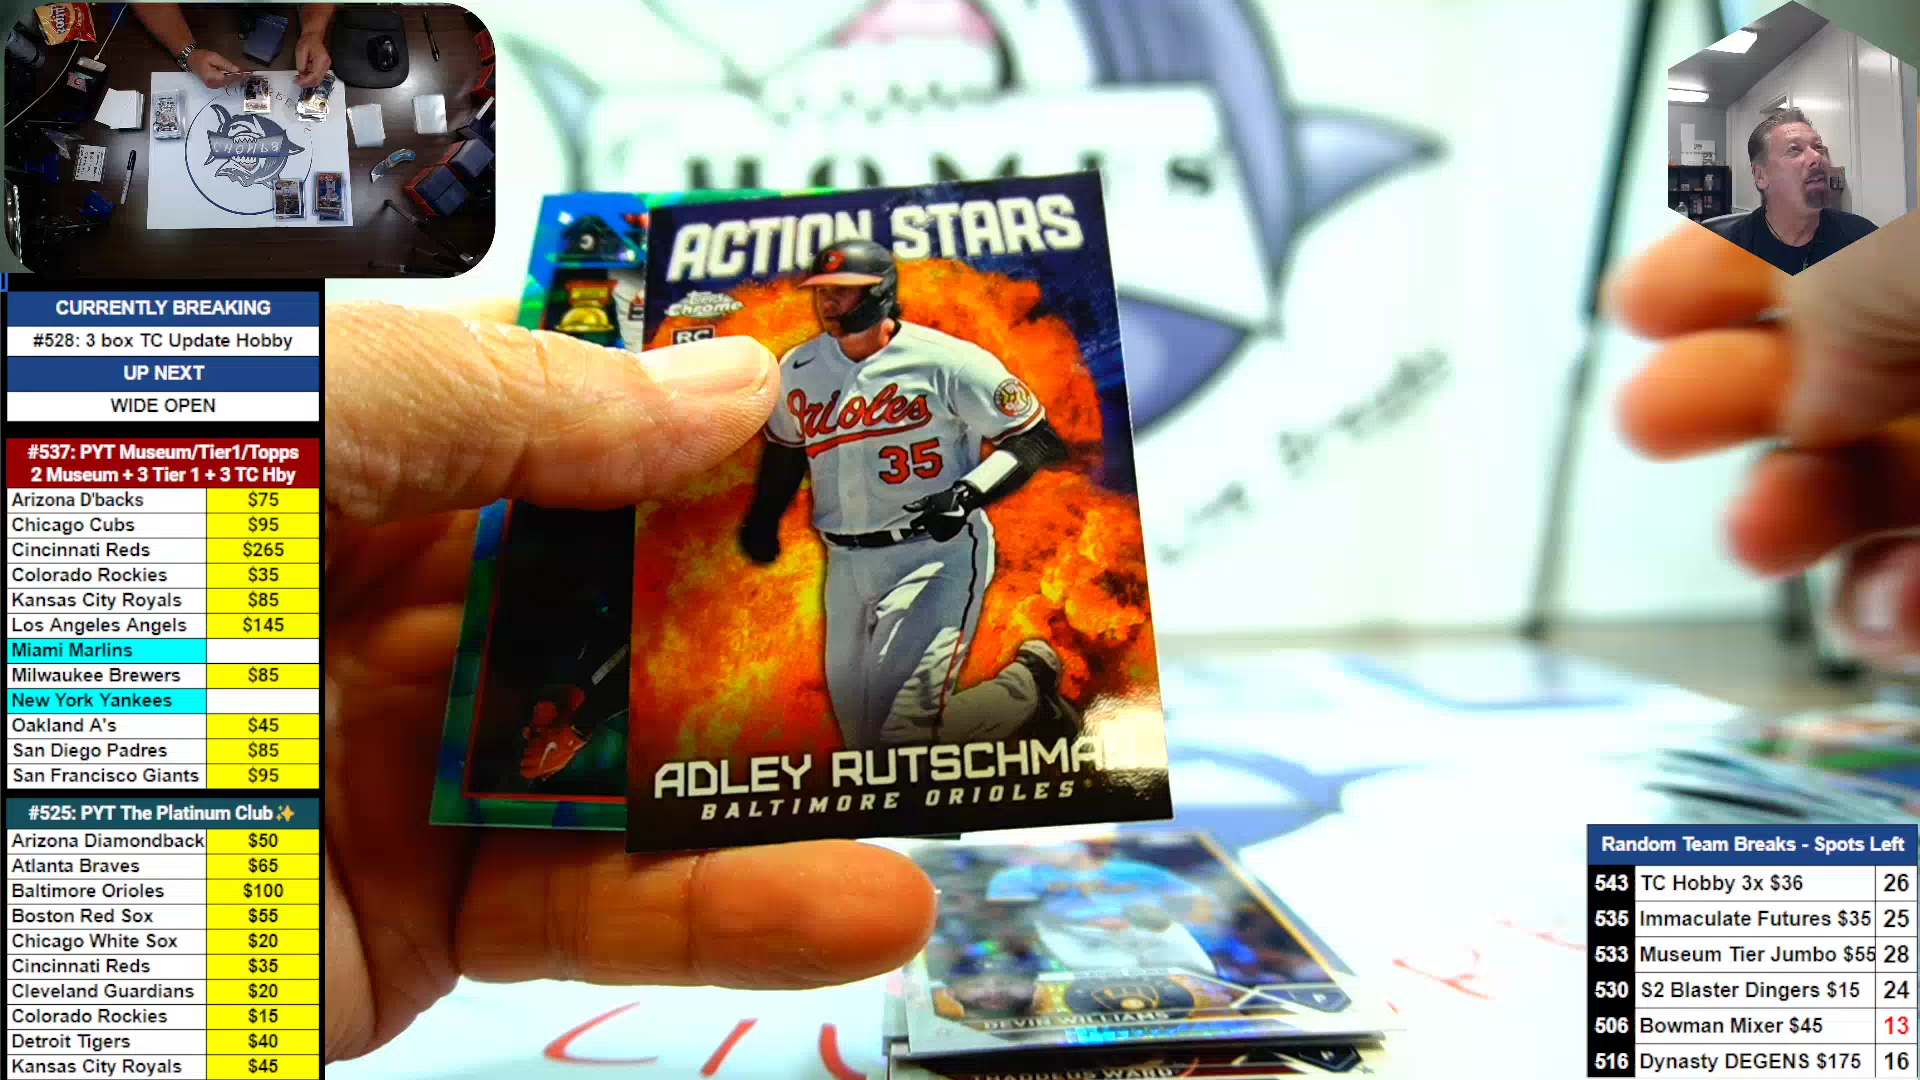 CURRENTLY BREAKING
#528: 3 box TC Update Hobby
UP NEXT
WIDE OPEN
#537: PYT Museum/Tier1/Topps
2 Museum + 3 Tier 1 + 3 TC Hby
Arizona D'backs $75
Chicago Cubs $95
Cincinnati Reds $265
Colorado Rockies $35
Kansas City Royals $85
Los Angeles Angels $145
Miami Marlins
Milwaukee Brewers $85
New York Yankees
Oakland A's $45
San Diego Padres $85
San Francisco Giants $95
#525: PYT The Platinum Club✨
Arizona Diamondback $50
Atlanta Braves $65
Baltimore Orioles $100
Boston Red Sox $55
Chicago White Sox $20
Cincinnati Reds $35
Cleveland Guardians $20
Colorado Rockies $15
Detroit Tigers $40
Kansas City Royals $45
CHOMPS
ACTION STARS
Topps
Chrome
RC
Orioles
35
ADLEY RUTSCHMA
BALTIMORE ORIOLES
DEVIN WILLIAMS
THADDEUS WARD
Random Team Breaks - Spots Left
543 TC Hobby 3x $36 26
535 Immaculate Futures $35 25
533 Museum Tier Jumbo $55 28
530 S2 Blaster Dingers $15 24
506 Bowman Mixer $45 13
516 Dynasty DEGENS $175 16